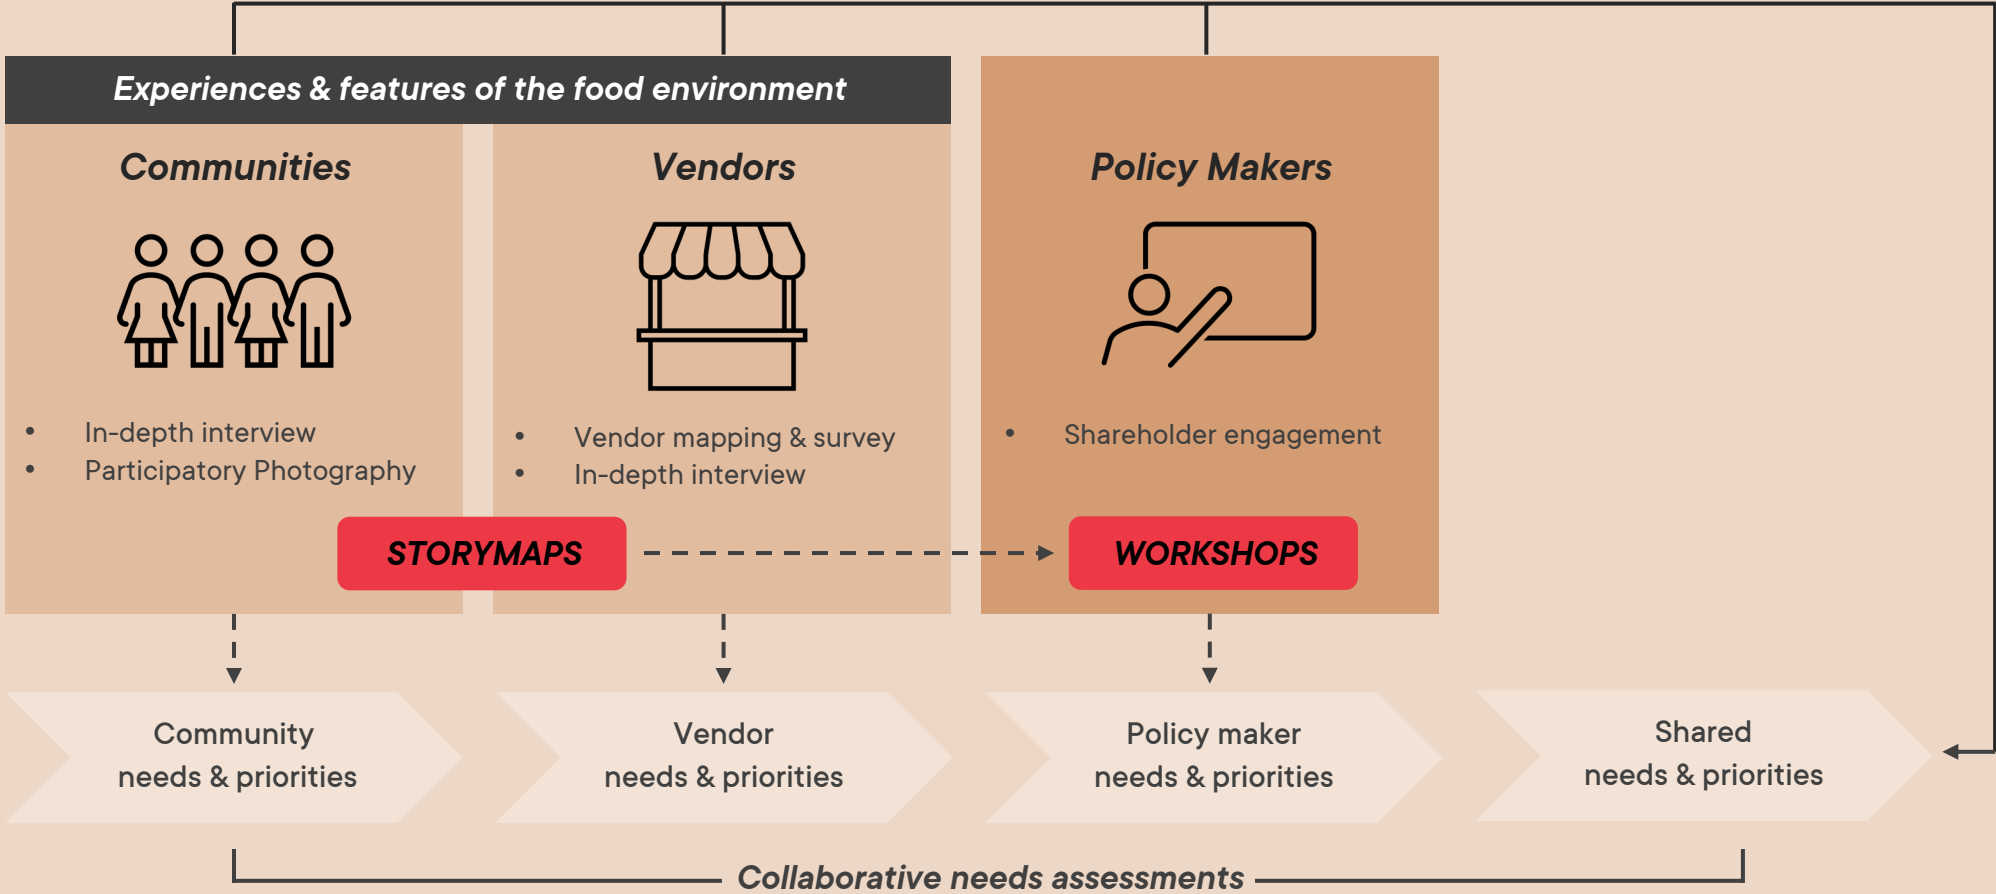 Experiences & features of the food environment
Communities
• In-depth interview
• Participatory Photography
Vendors
• Vendor mapping & survey
• In-depth interview
Policy Makers
• Shareholder engagement
STORYMAPS
WORKSHOPS
Community
needs & priorities
Vendor
needs & priorities
Policy maker
needs & priorities
Shared
needs & priorities
Collaborative needs assessments